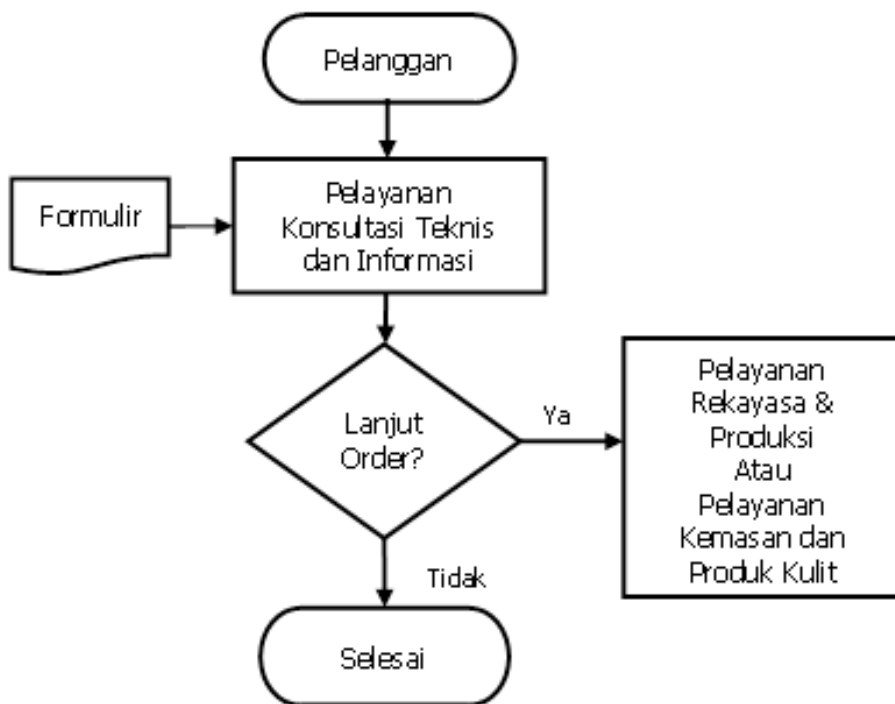 Pelanggan
Formulir
Pelayanan
Konsultasi Teknis
dan Informasi
Lanjut
Order?
Ya
Pelayanan
Rekayasa &
Produksi
Atau
Pelayanan
Kemasan dan
Produk Kulit
Tidak
Selesai